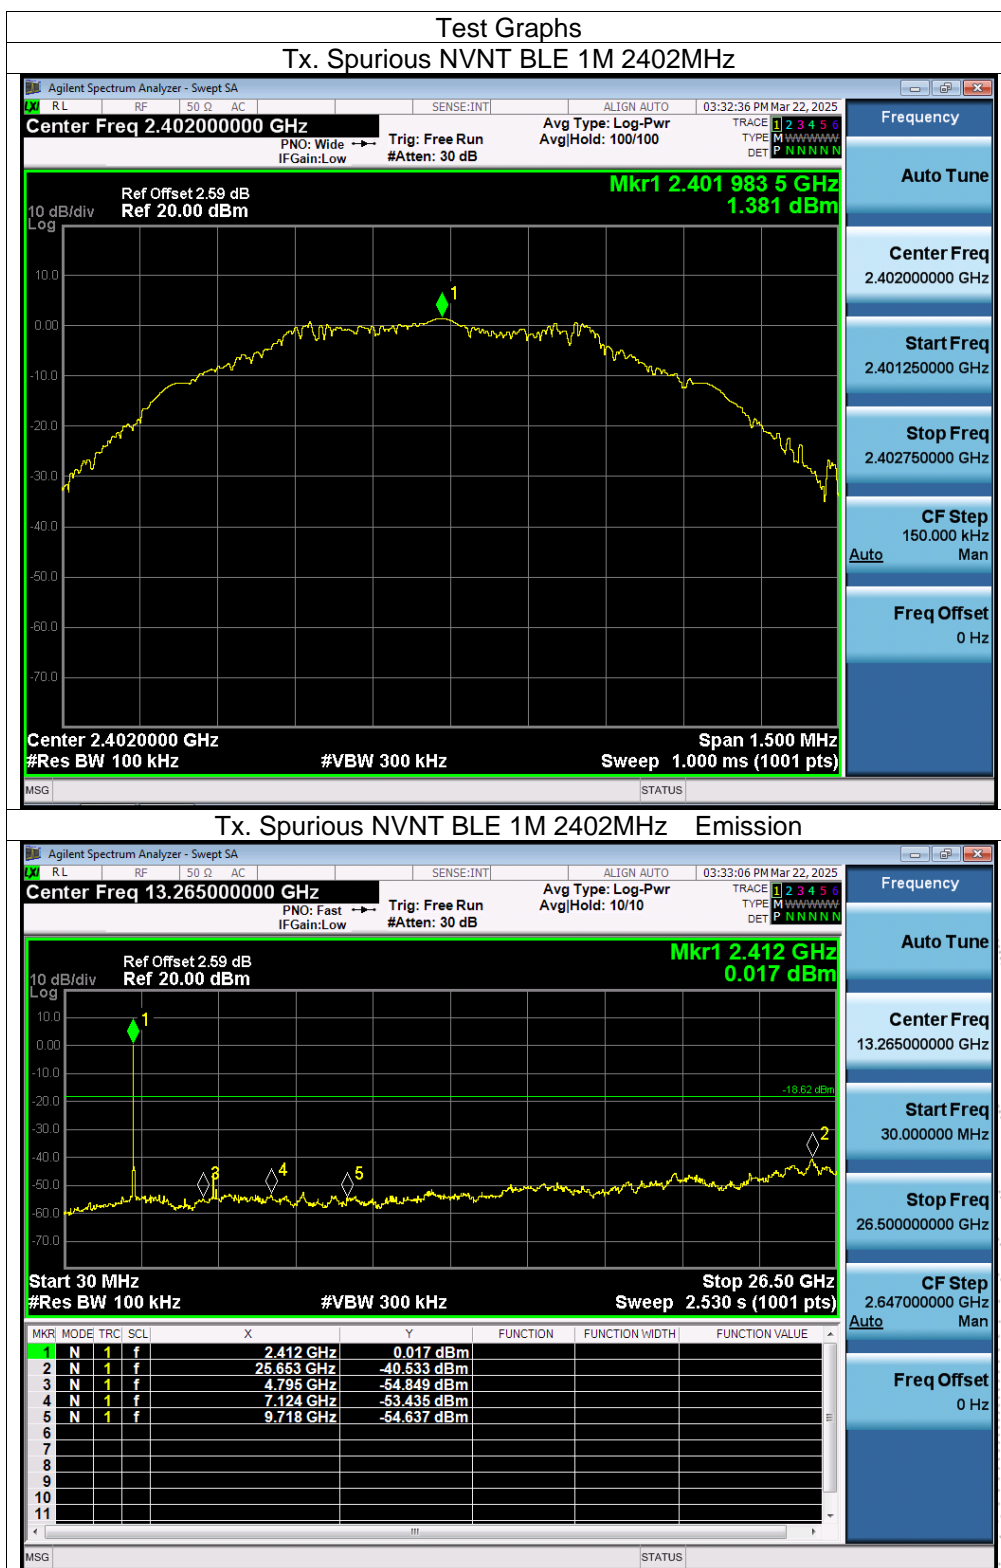 Test Graphs
Tx. Spurious NVNT BLE 1M 2402MHz
Agilent Spectrum Analyzer - Swept SA
LXI RL RF 50 Ω AC SENSE:INT ALIGN AUTO 03:32:36 PM Mar 22, 2025
Center Freq 2.402000000 GHz
PNO: Wide
IFGain:Low
Trig: Free Run
#Atten: 30 dB
Avg Type: Log-Pwr
Avg|Hold: 100/100
TRACE 1 2 3 4 5 6
TYPE M W W W W W
DET P N N N N N
Ref Offset 2.59 dB
Ref 20.00 dBm
10 dB/div
Log
Mkr1 2.401 983 5 GHz
1.381 dBm
1
10.0
0.00
-10.0
-20.0
-30.0
-40.0
-50.0
-60.0
-70.0
Center 2.4020000 GHz
Span 1.500 MHz
#Res BW 100 kHz
#VBW 300 kHz
Sweep 1.000 ms (1001 pts)
MSG
STATUS
Frequency
Auto Tune
Center Freq
2.402000000 GHz
Start Freq
2.401250000 GHz
Stop Freq
2.402750000 GHz
CF Step
150.000 kHz
Auto Man
Freq Offset
0 Hz
Tx. Spurious NVNT BLE 1M 2402MHz Emission
Agilent Spectrum Analyzer - Swept SA
LXI RL RF 50 Ω AC SENSE:INT ALIGN AUTO 03:33:06 PM Mar 22, 2025
Center Freq 13.265000000 GHz
PNO: Fast
IFGain:Low
Trig: Free Run
#Atten: 30 dB
Avg Type: Log-Pwr
Avg|Hold: 10/10
TRACE 1 2 3 4 5 6
TYPE M W W W W W
DET P N N N N N
Ref Offset 2.59 dB
Ref 20.00 dBm
10 dB/div
Log
Mkr1 2.412 GHz
0.017 dBm
10.0
0.00
-10.0
-20.0
-30.0
-40.0
-50.0
-60.0
-70.0
1
-18.62 dBm
2
3
4
5
Start 30 MHz
Stop 26.50 GHz
#Res BW 100 kHz
#VBW 300 kHz
Sweep 2.530 s (1001 pts)
MKR MODE TRC SCL X Y FUNCTION FUNCTION WIDTH FUNCTION VALUE
1 N 1 f 2.412 GHz 0.017 dBm
2 N 1 f 25.653 GHz -40.533 dBm
3 N 1 f 4.795 GHz -54.849 dBm
4 N 1 f 7.124 GHz -53.435 dBm
5 N 1 f 9.718 GHz -54.637 dBm
6
7
8
9
10
11
MSG
STATUS
Frequency
Auto Tune
Center Freq
13.265000000 GHz
Start Freq
30.000000 MHz
Stop Freq
26.500000000 GHz
CF Step
2.647000000 GHz
Auto Man
Freq Offset
0 Hz